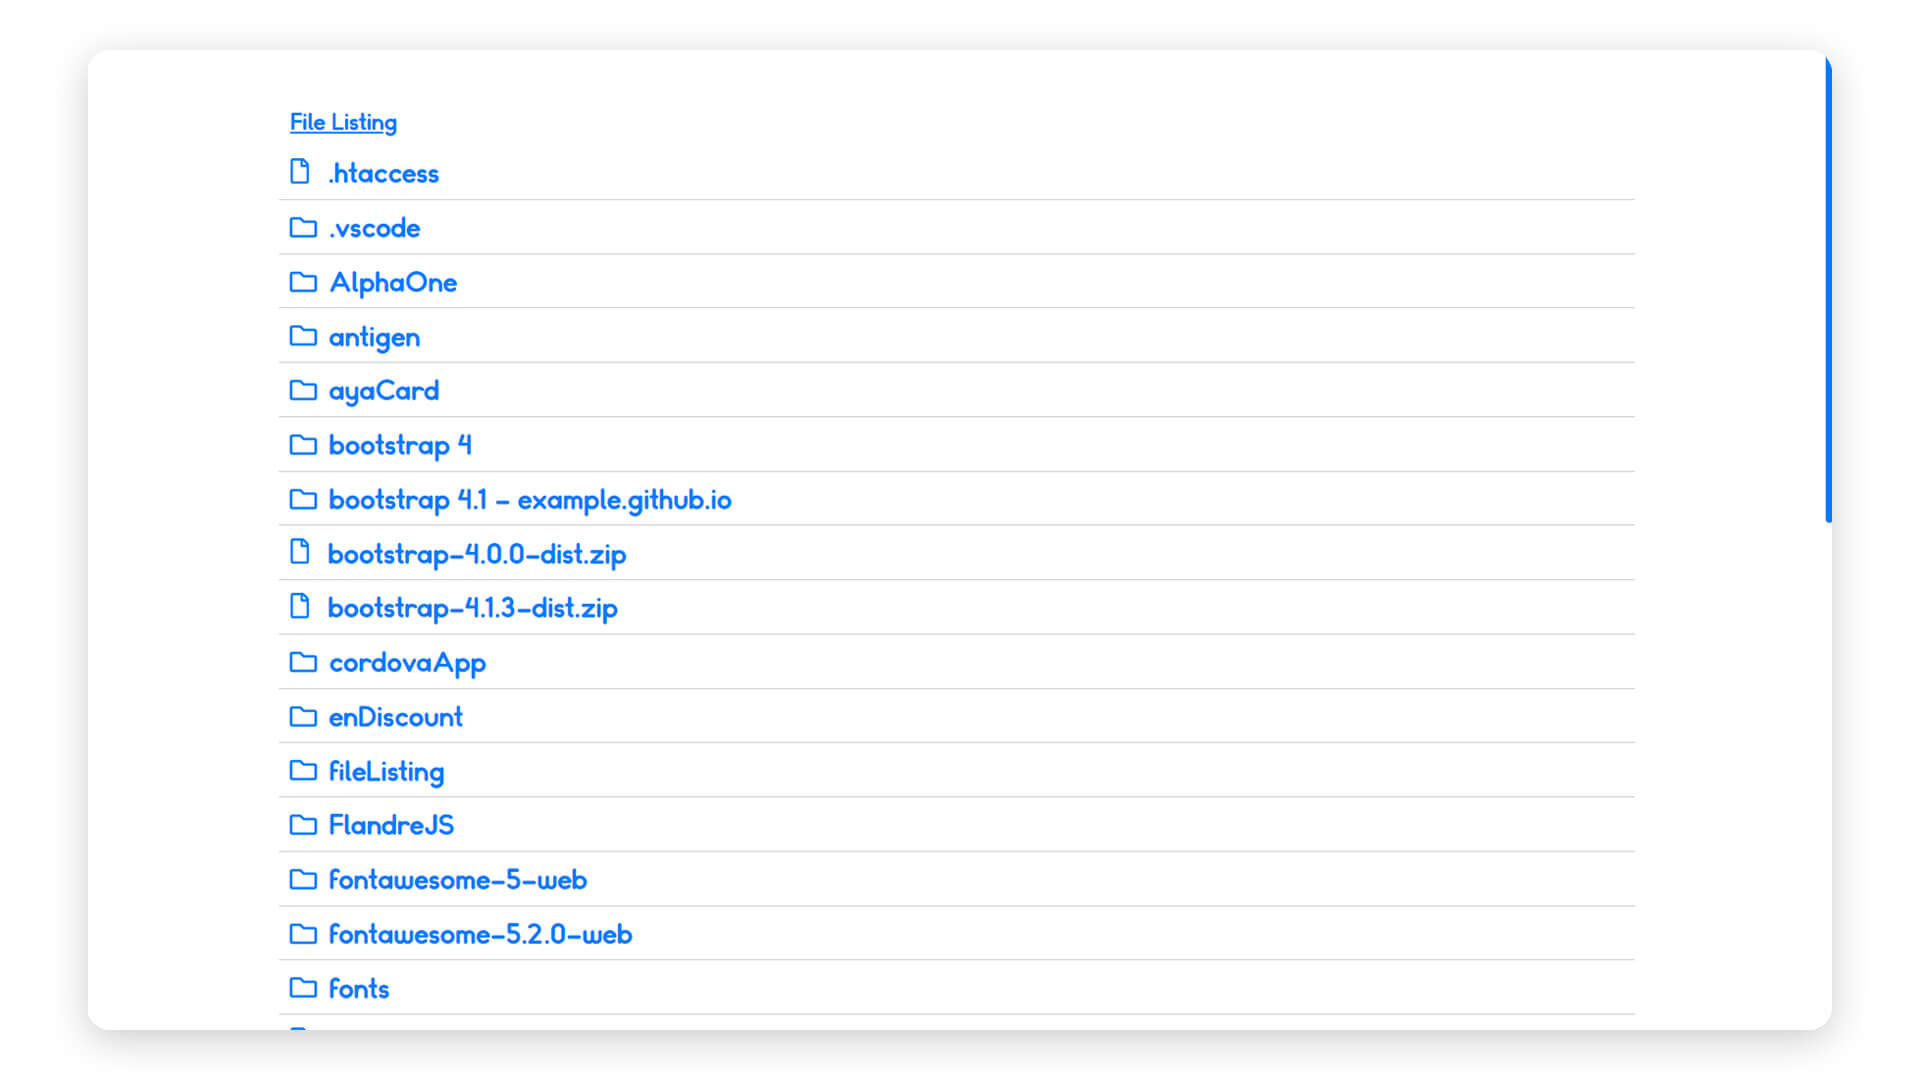 File Listing
.htaccess
.vscode
AlphaOne
antigen
ayaCard
bootstrap 4
bootstrap 4.1 - example.github.io
bootstrap-4.0.0-dist.zip
bootstrap-4.1.3-dist.zip
cordovaApp
enDiscount
fileListing
FlandreJS
fontawesome-5-web
fontawesome-5.2.0-web
fonts